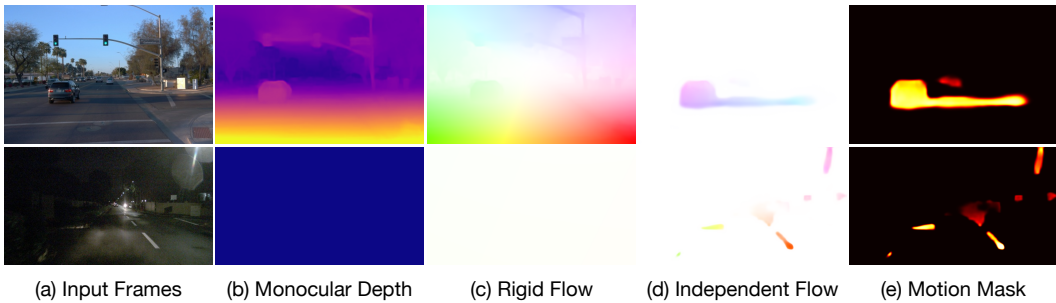 (a) Input Frames
(b) Monocular Depth
(c) Rigid Flow
(d) Independent Flow
(e) Motion Mask